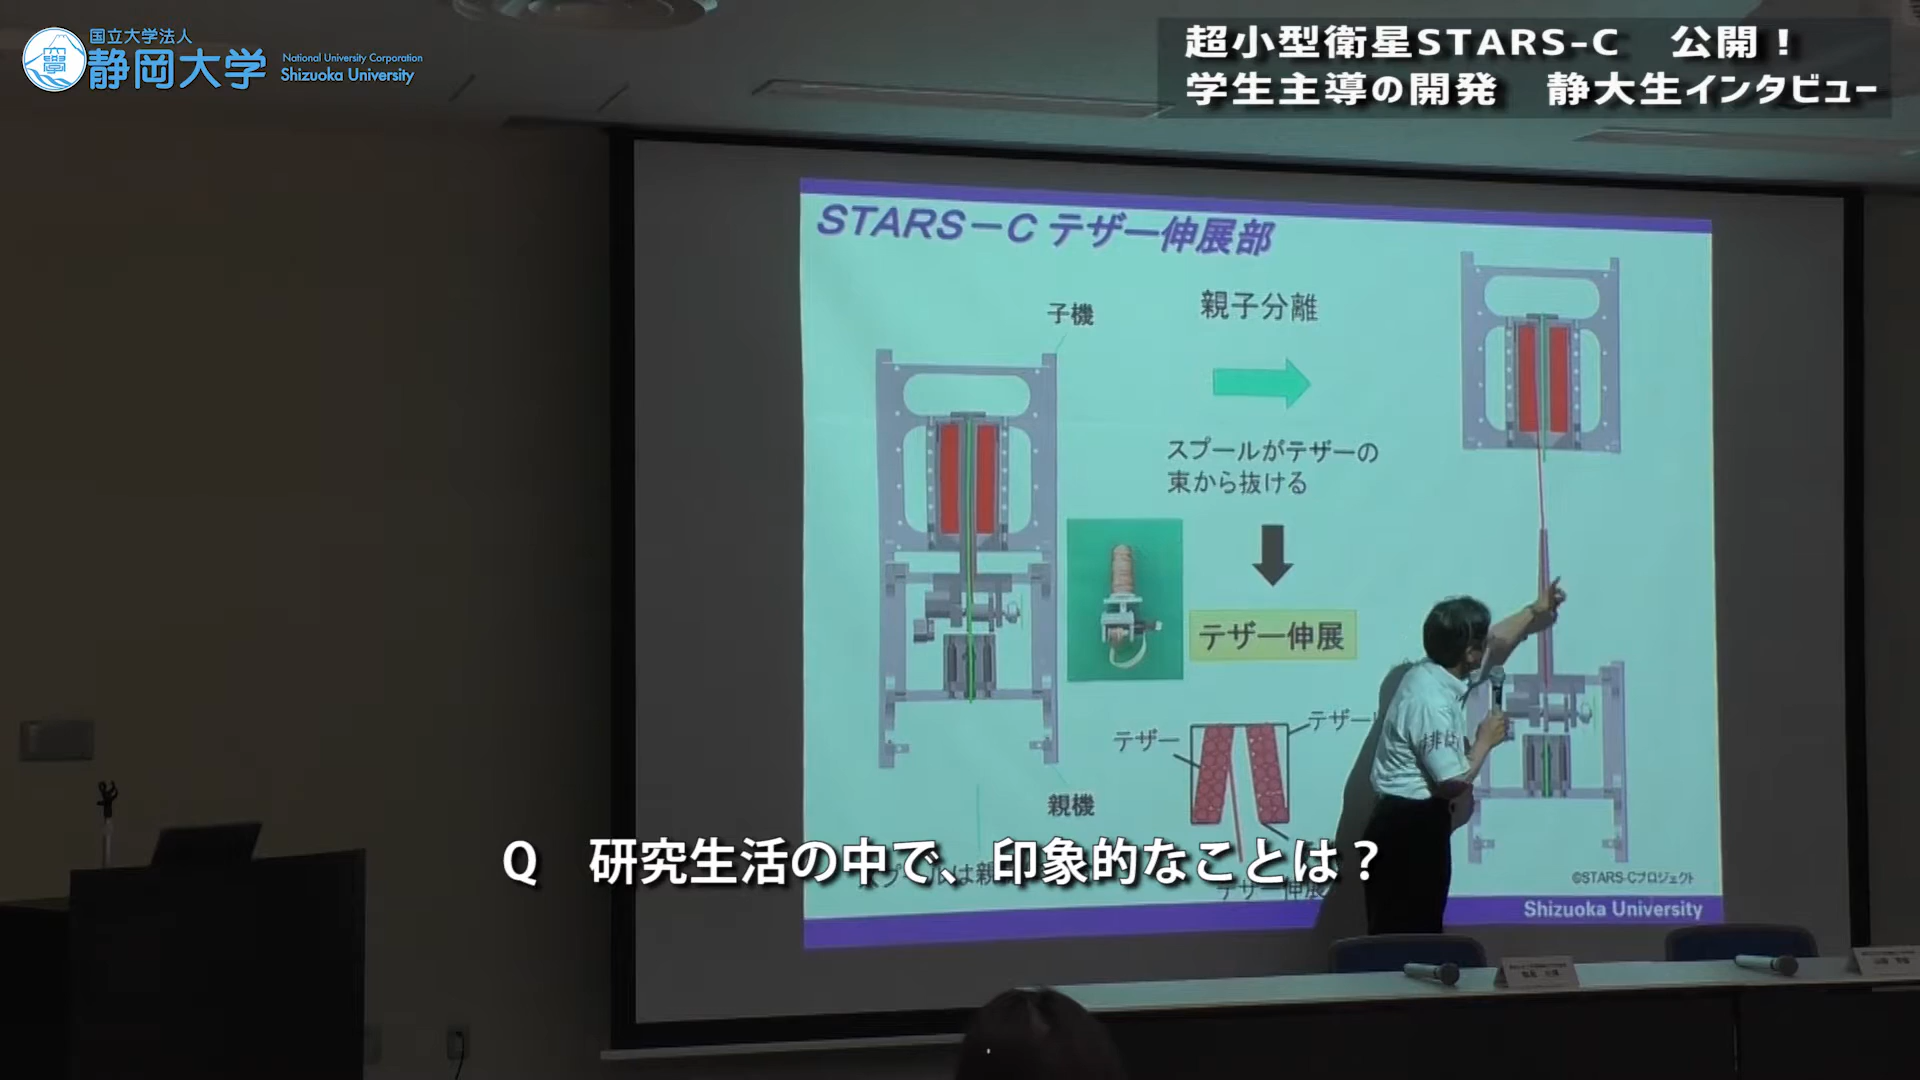 国立大学法人
静岡大学
National University Corporation
Shizuoka University
超小型衛星STARS-C 公開!
学生主導の開発 静大生インタビュー
STARS-C テザー伸展部
子機
親子分離
スプールがテザーの
束から抜ける
テザー伸展
テザー
テザー
親機
Q 研究生活の中で、印象的なことは?
テザー伸展
©STARS-Cプロジェクト
Shizuoka University